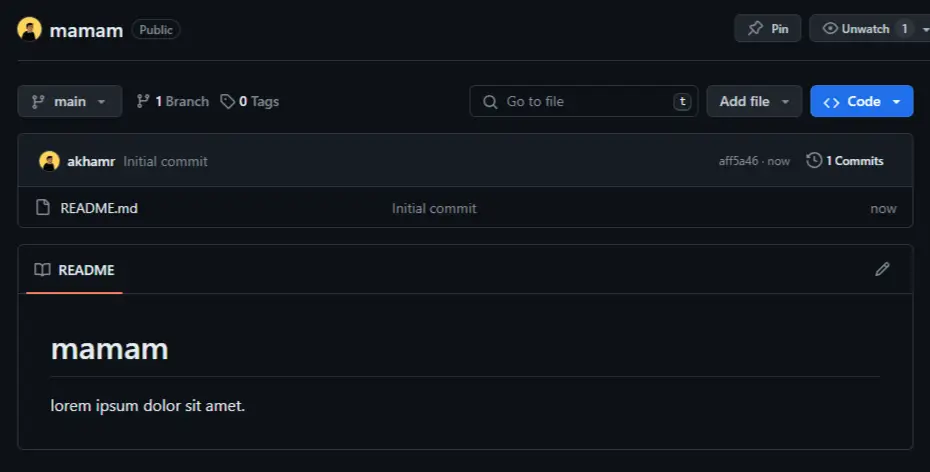 mamam Public Pin Unwatch 1
main 1 Branch 0 Tags Go to file t Add file Code
akhamr Initial commit aff5a46 · now 1 Commits
README.md Initial commit now
README
mamam
lorem ipsum dolor sit amet.